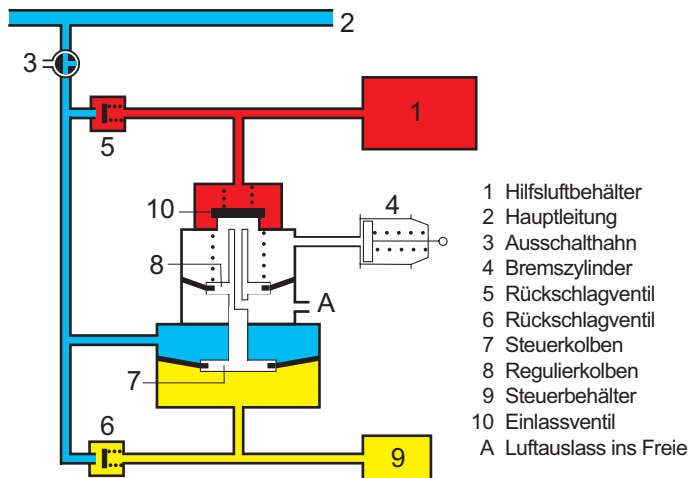 2
3
5
1
10
4
8
A
7
6
9
1 Hilfsluftbehälter
2 Hauptleitung
3 Ausschalthahn
4 Bremszylinder
5 Rückschlagventil
6 Rückschlagventil
7 Steuerkolben
8 Regulierkolben
9 Steuerbehälter
10 Einlassventil
A Luftauslass ins Freie